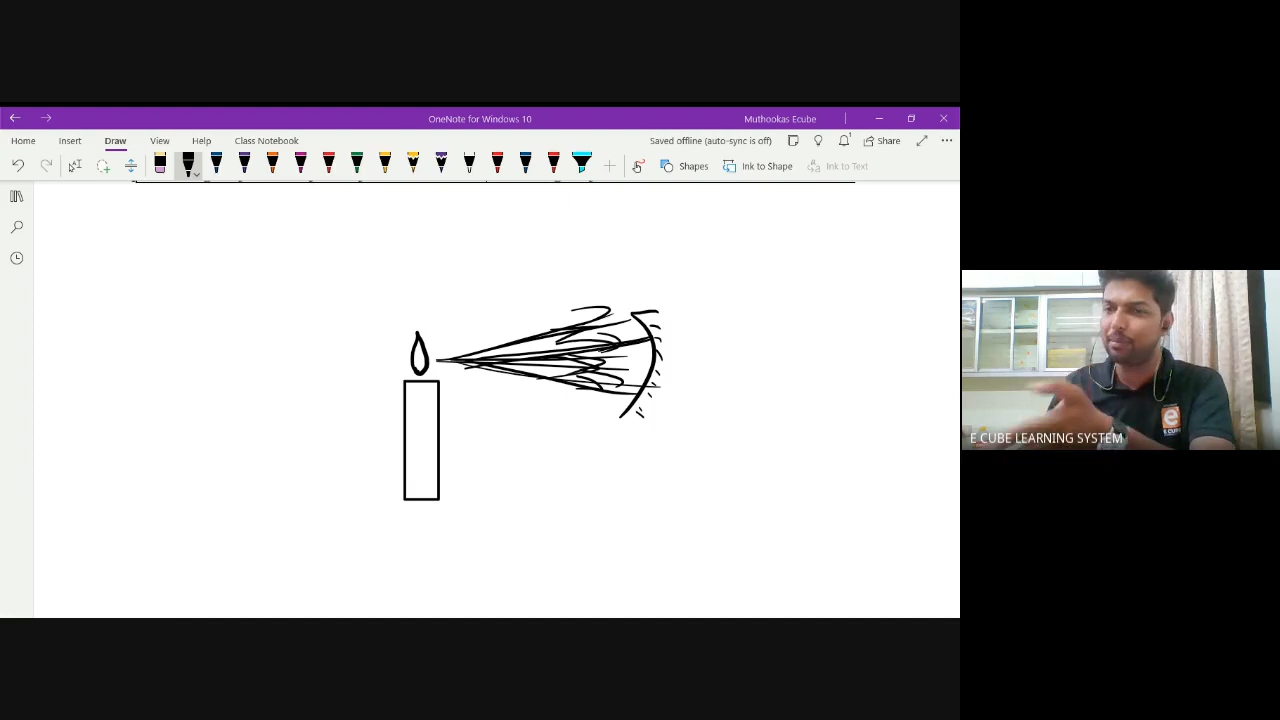 OneNote for Windows 10
Muthookas Ecube
Home Insert Draw View Help Class Notebook
Saved offline (auto-sync is off)
Share
Shapes
Ink to Shape
Ink to Text
e
E CUBE
E CUBE LEARNING SYSTEM